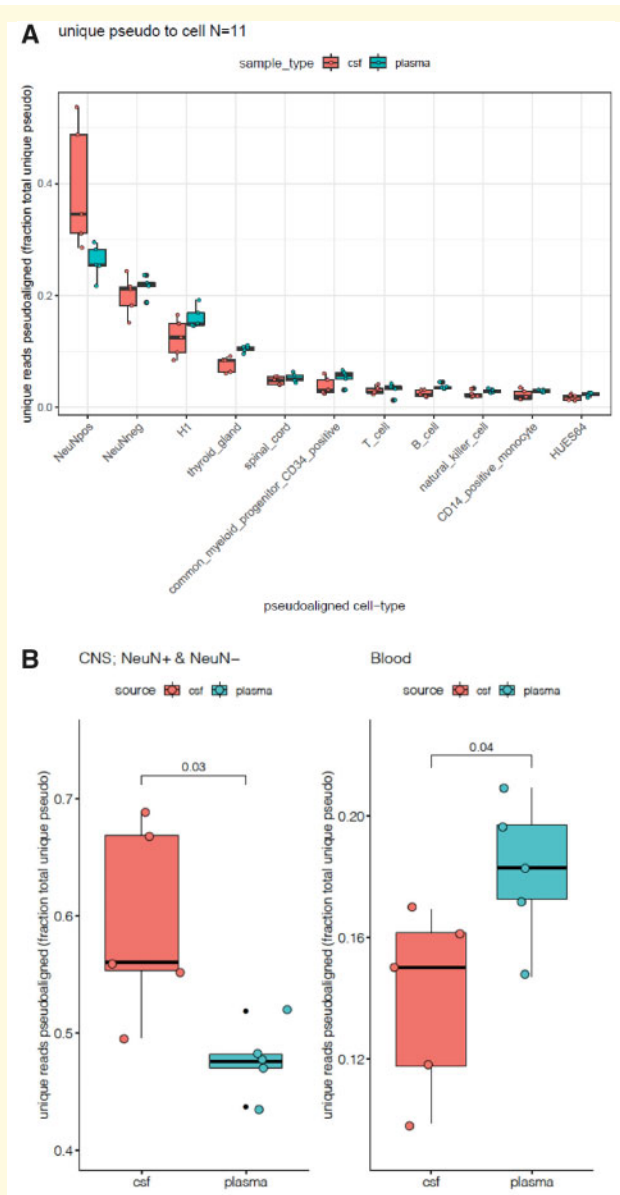 A unique pseudo to cell N=11
sample_type csf plasma
unique reads pseudoaligned (fraction total unique pseudo)
0.4
0.2
0.0
NeuNpos
NeuNneg
H1
thyroid_gland
spinal_cord
common_myeloid_progenitor_CD34_positive
T_cell
B_cell
natural_killer_cell
CD14_positive_monocyte
HUES64
pseudoaligned cell-type
B CNS; NeuN+ & NeuN−
source csf plasma
unique reads pseudoaligned (fraction total unique pseudo)
0.7
0.6
0.5
0.4
0.03
csf plasma
Blood
source csf plasma
unique reads pseudoaligned (fraction total unique pseudo)
0.20
0.16
0.12
0.04
csf plasma